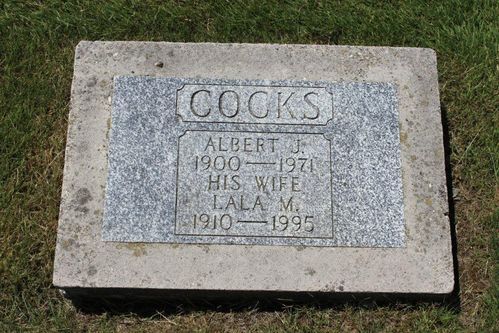 COCKS
ALBERT J.
1900 — 1971
HIS WIFE
LALA M.
1910 — 1995